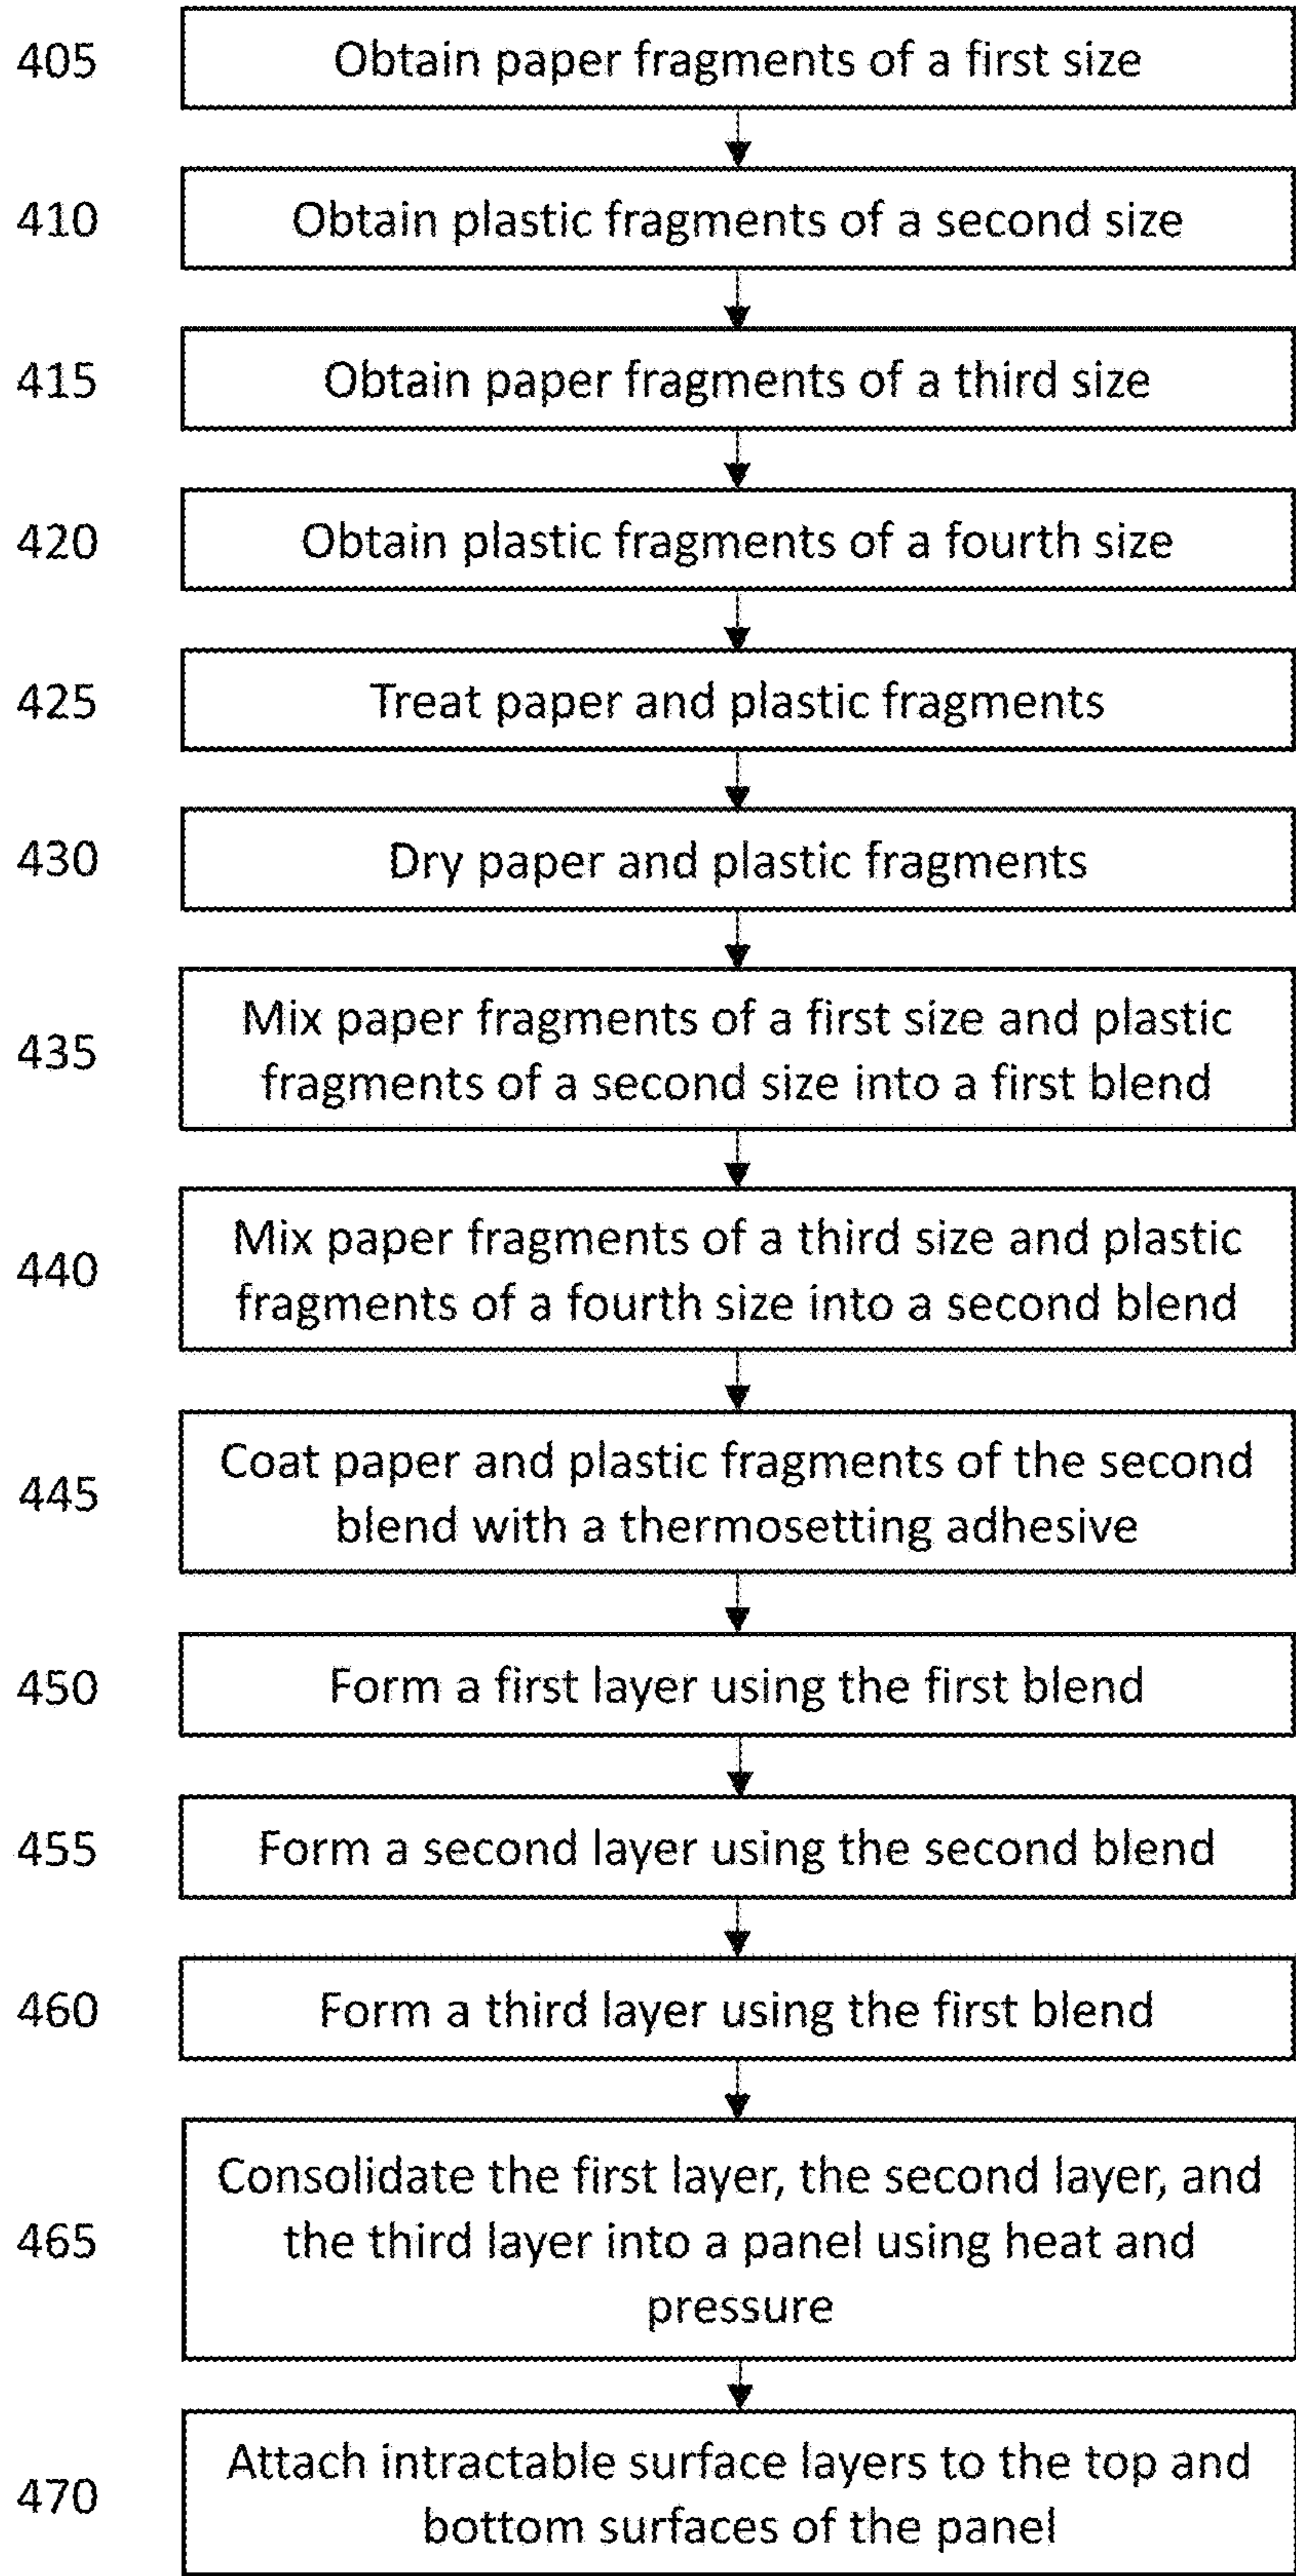 405 Obtain paper fragments of a first size
410 Obtain plastic fragments of a second size
415 Obtain paper fragments of a third size
420 Obtain plastic fragments of a fourth size
425 Treat paper and plastic fragments
430 Dry paper and plastic fragments
435 Mix paper fragments of a first size and plastic
fragments of a second size into a first blend
440 Mix paper fragments of a third size and plastic
fragments of a fourth size into a second blend
445 Coat paper and plastic fragments of the second
blend with a thermosetting adhesive
450 Form a first layer using the first blend
455 Form a second layer using the second blend
460 Form a third layer using the first blend
465 Consolidate the first layer, the second layer, and
the third layer into a panel using heat and
pressure
470 Attach intractable surface layers to the top and
bottom surfaces of the panel